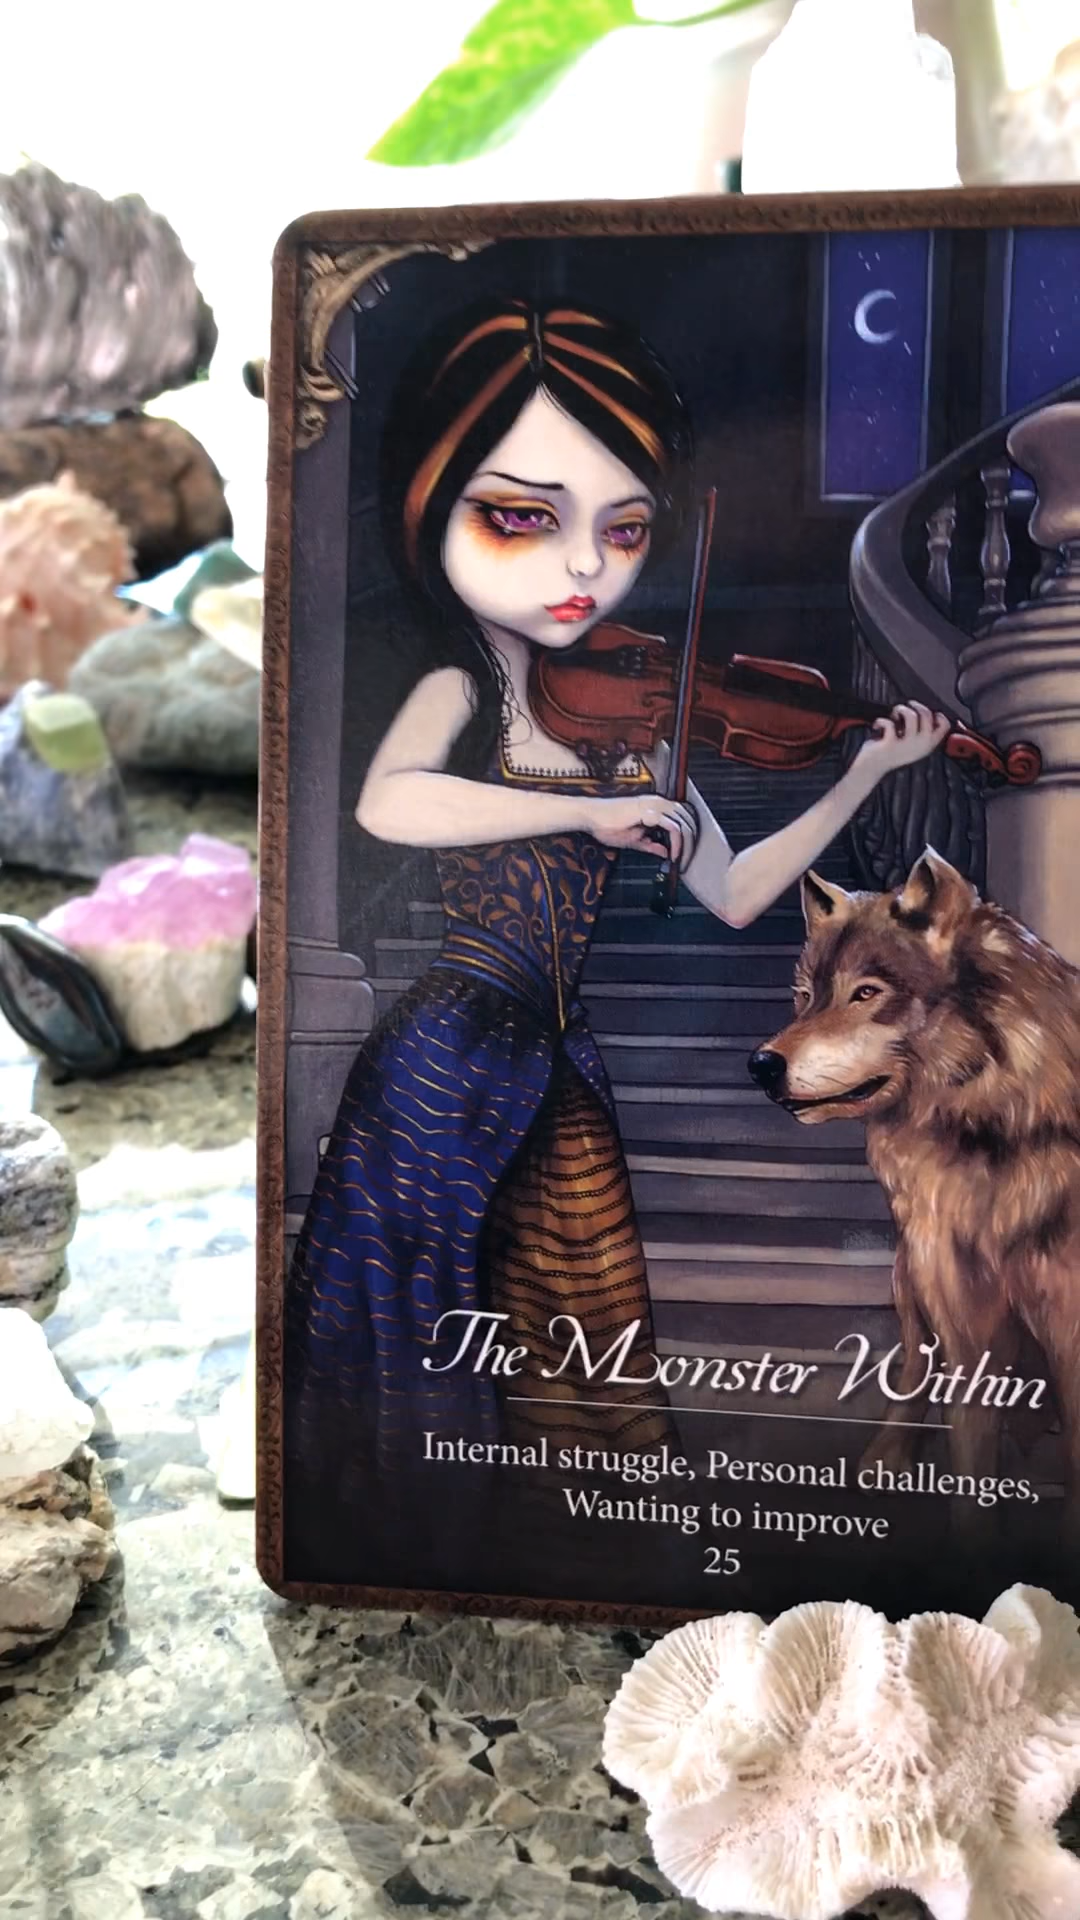 The Monster Within
Internal struggle, Personal challenges,
Wanting to improve
25